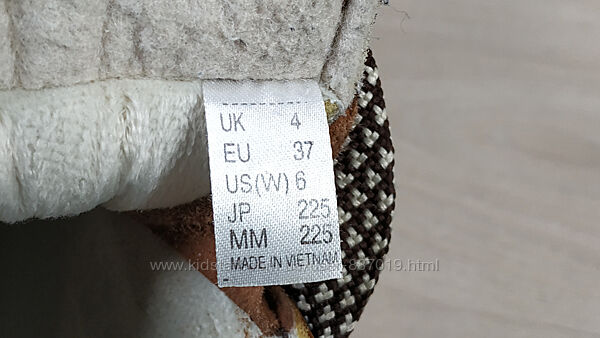 UK 4
EU 37
US(W) 6
JP 225
MM 225
MADE IN VIETNAM